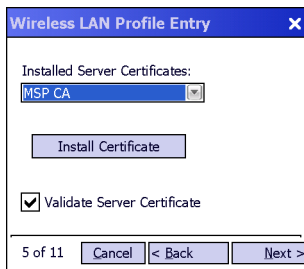 Wireless LAN Profile Entry
Installed Server Certificates:
MSP CA
Install Certificate
Validate Server Certificate
5 of 11 Cancel < Back Next >